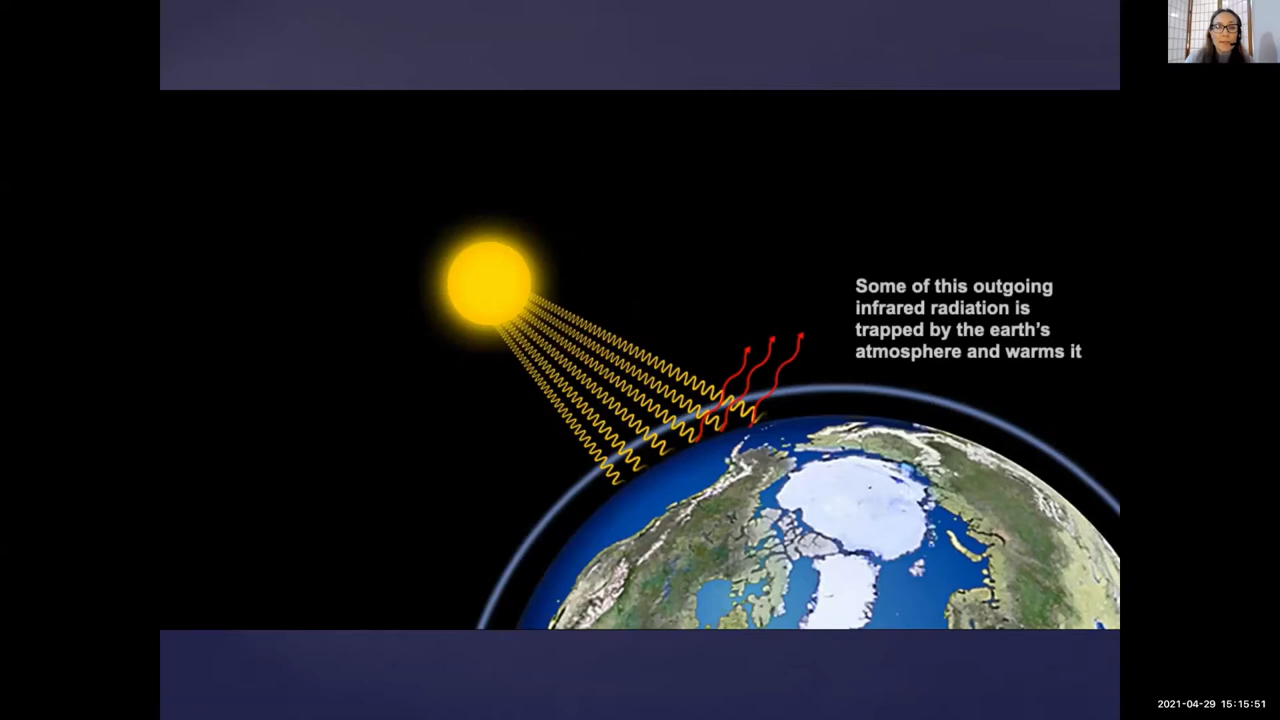 Some of this outgoing
infrared radiation is
trapped by the earth's
atmosphere and warms it
2021-04-29 15:15:51